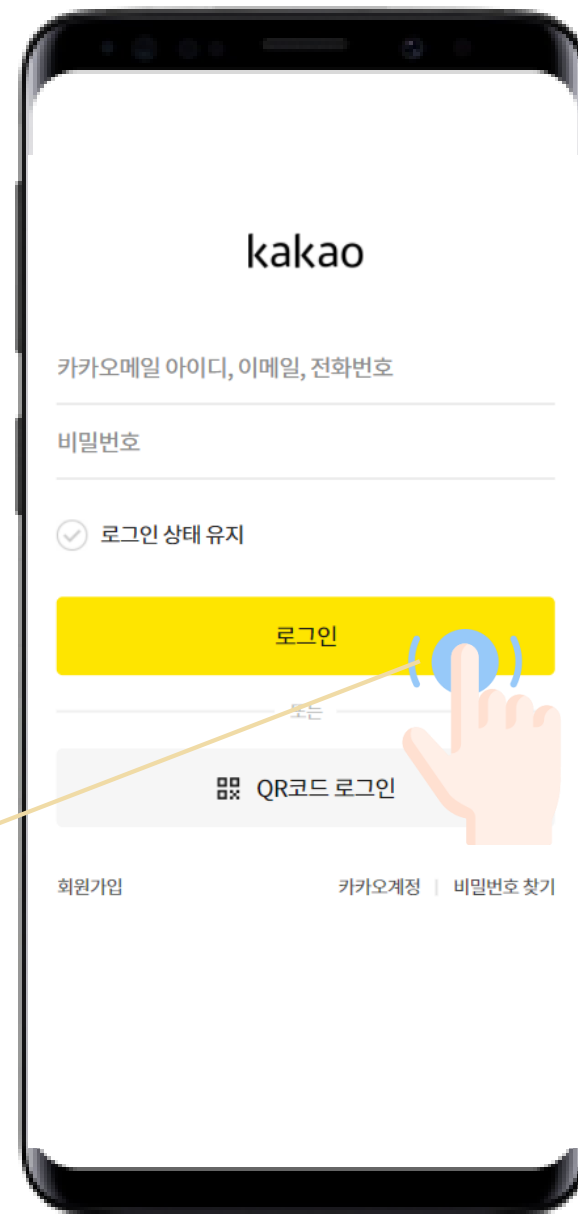 kakao
카카오메일 아이디, 이메일, 전화번호
비밀번호
로그인 상태 유지
로그인
또는
QR코드 로그인
회원가입 카카오계정 | 비밀번호 찾기